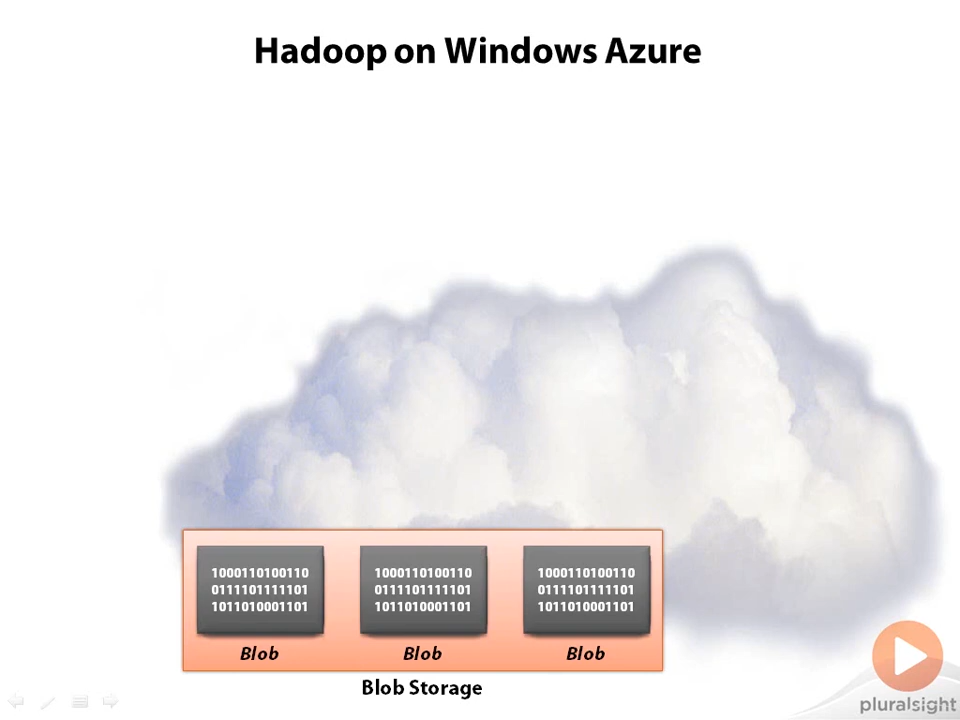 Hadoop on Windows Azure
1000110100110 1000110100110 1000110100110
0111101111101 0111101111101 0111101111101
1011010001101 1011010001101 1011010001101
Blob Blob Blob
Blob Storage
pluralsight